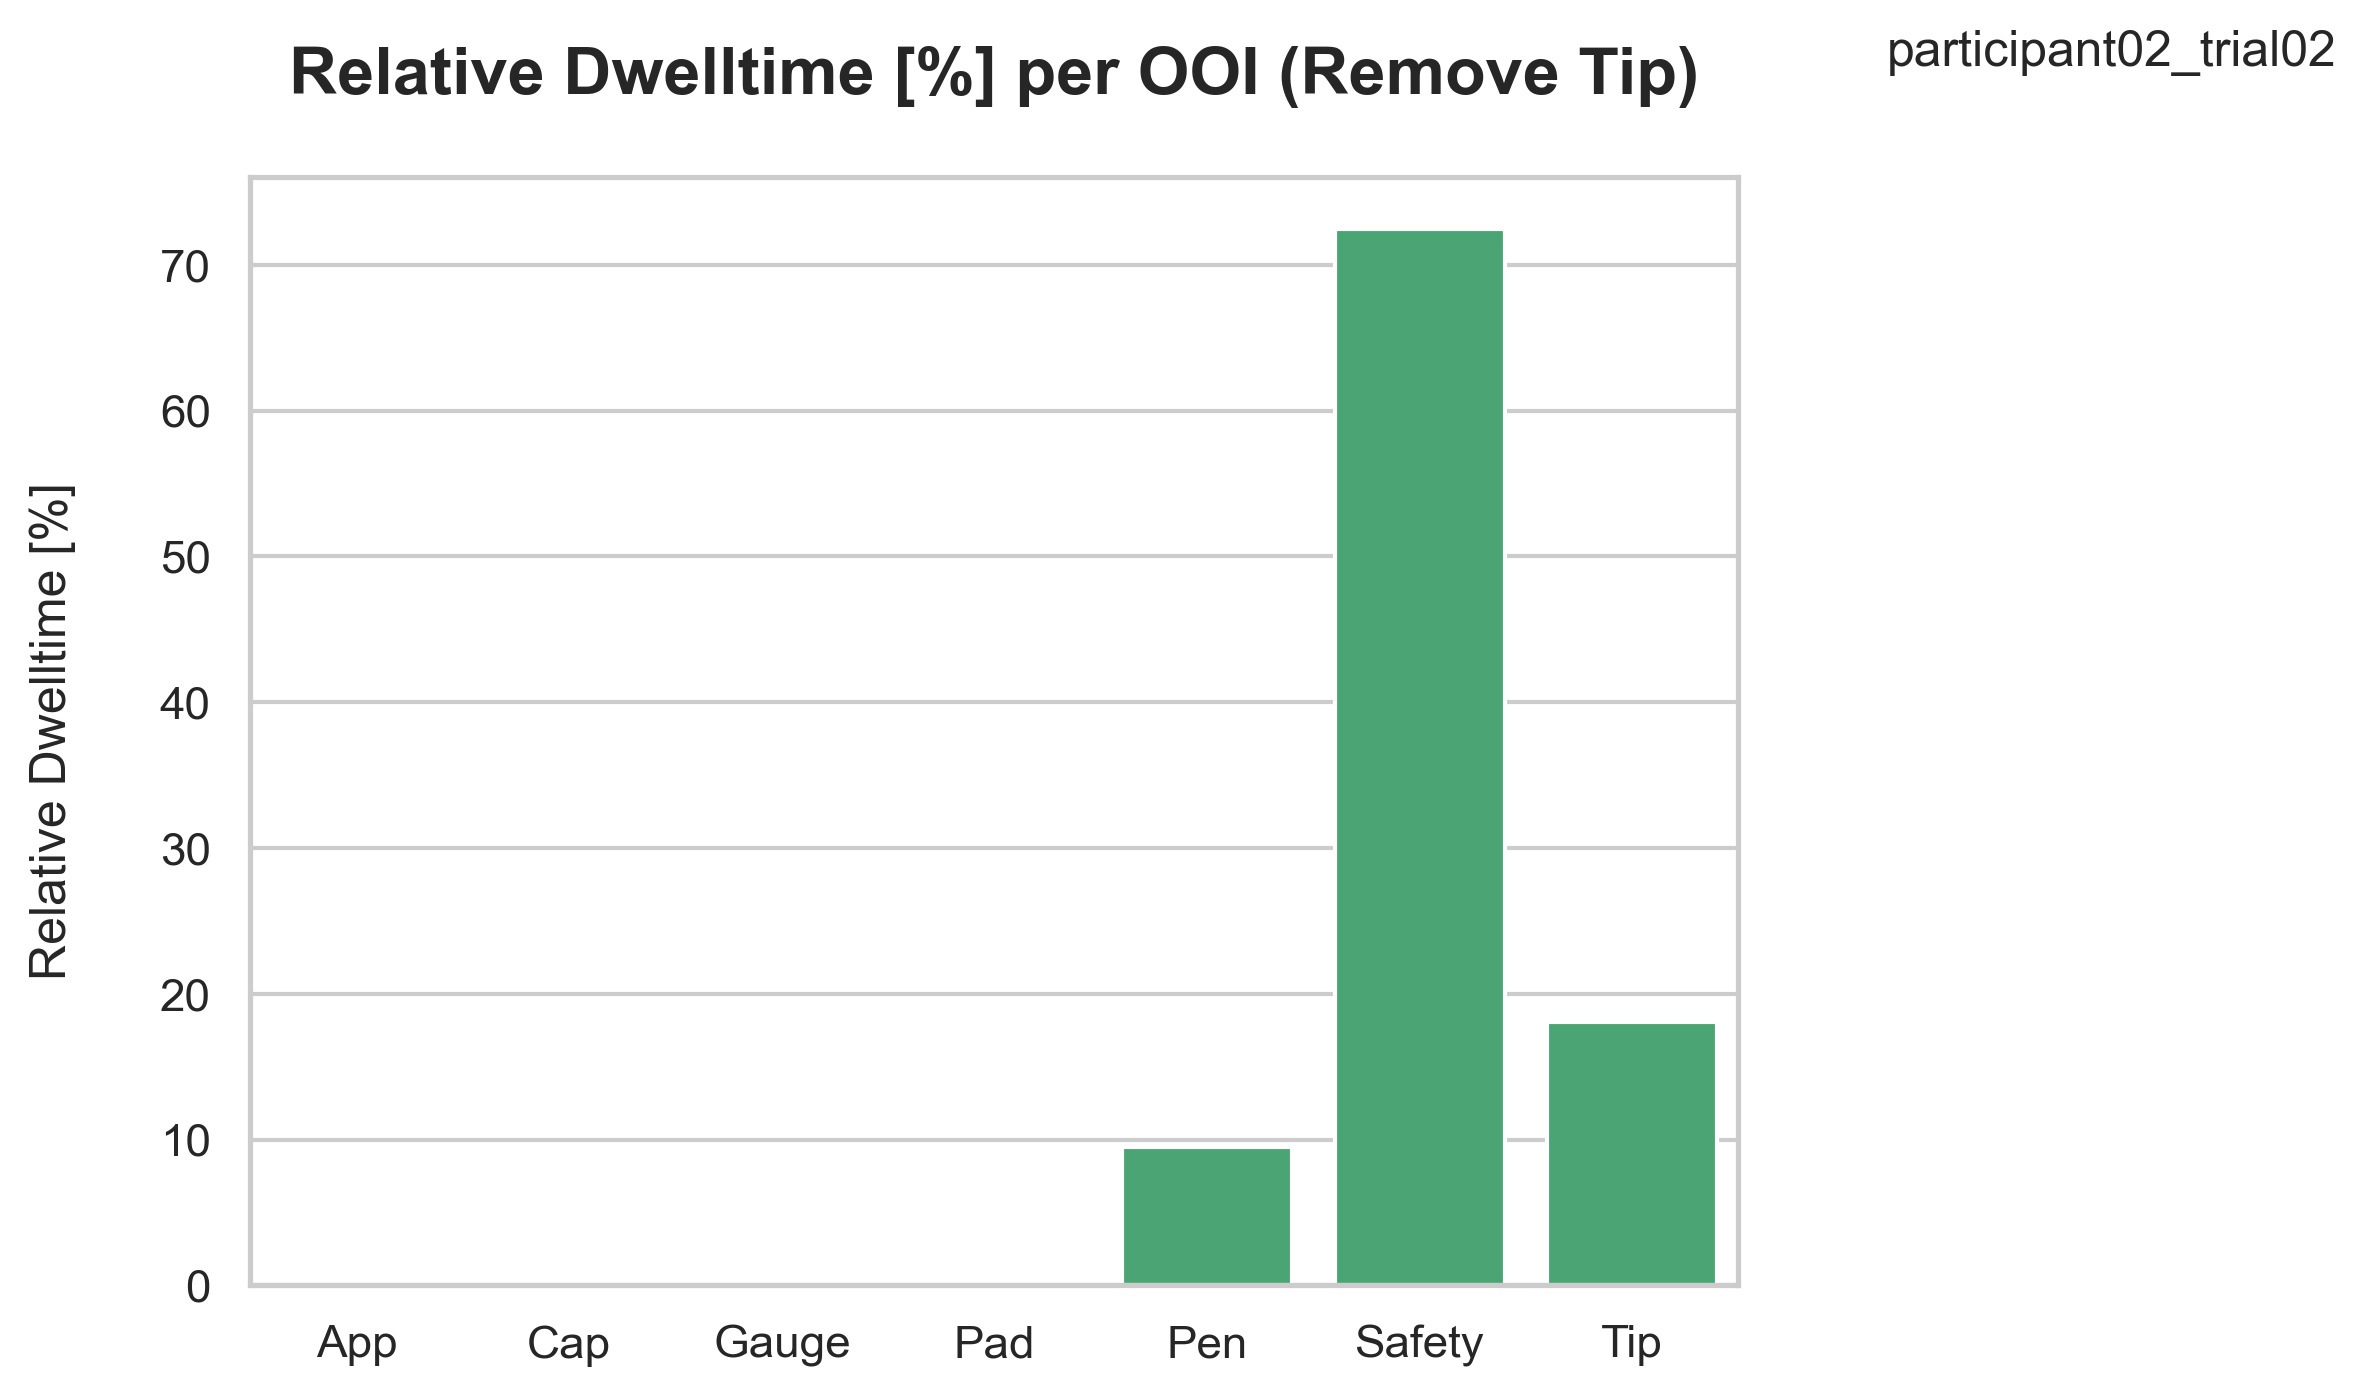 participant02_trial02
Relative Dwelltime [%] per OOI (Remove Tip)
Relative Dwelltime [%]
70
60
50
40
30
20
10
0
App Cap Gauge Pad Pen Safety Tip